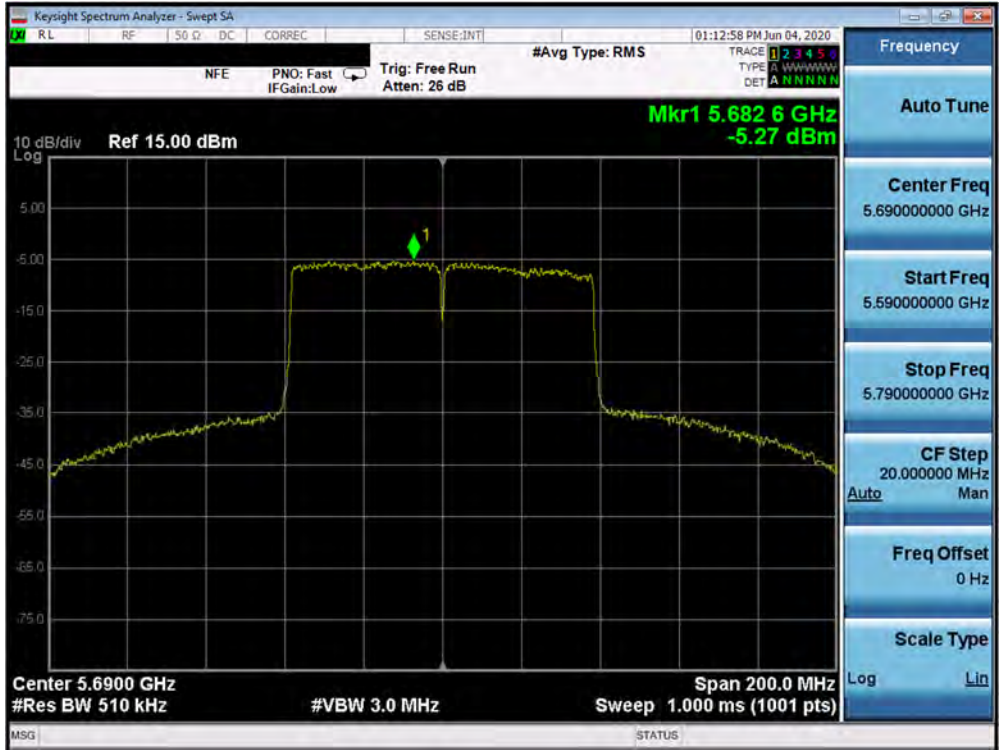 Keysight Spectrum Analyzer - Swept SA
LXI RL RF 50 Ω DC CORREC SENSE:INT 01:12:58 PM Jun 04, 2020
#Avg Type: RMS TRACE 1 2 3 4 5 6
NFE PNO: Fast Trig: Free Run TYPE A WWWWW
IFGain:Low Atten: 26 dB DET A N N N N N
Mkr1 5.682 6 GHz
-5.27 dBm
10 dB/div Ref 15.00 dBm
Log
5.00
1
-5.00
-15.0
-25.0
-35.0
-45.0
-55.0
-65.0
-75.0
Center 5.6900 GHz Span 200.0 MHz
#Res BW 510 kHz #VBW 3.0 MHz Sweep 1.000 ms (1001 pts)
MSG STATUS
Frequency
Auto Tune
Center Freq
5.690000000 GHz
Start Freq
5.590000000 GHz
Stop Freq
5.790000000 GHz
CF Step
20.000000 MHz
Auto Man
Freq Offset
0 Hz
Scale Type
Log Lin